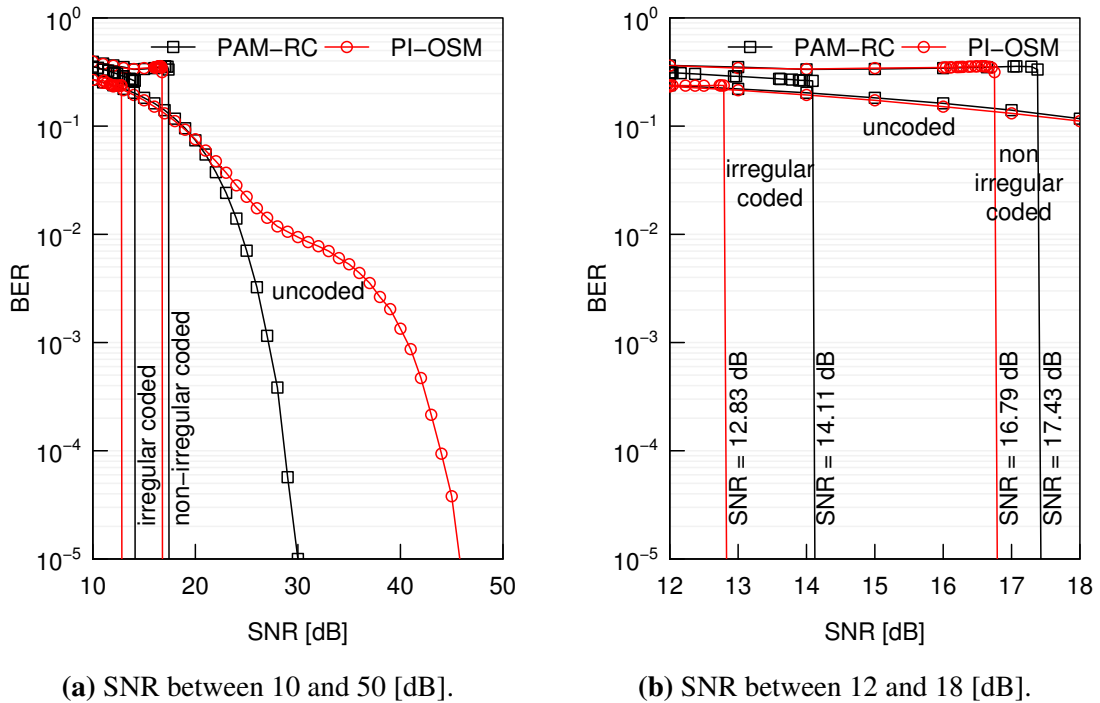 PAM-RC PI-OSM
10⁰
10⁻¹
10⁻²
10⁻³
10⁻⁴
10⁻⁵
BER
uncoded
irregular coded
non-irregular coded
10 20 30 40 50
SNR [dB]
(a) SNR between 10 and 50 [dB].
PAM-RC PI-OSM
10⁰
10⁻¹
10⁻²
10⁻³
10⁻⁴
10⁻⁵
BER
uncoded
irregular
coded
non
irregular
coded
SNR = 12.83 dB
SNR = 14.11 dB
SNR = 16.79 dB
SNR = 17.43 dB
12 13 14 15 16 17 18
SNR [dB]
(b) SNR between 12 and 18 [dB].